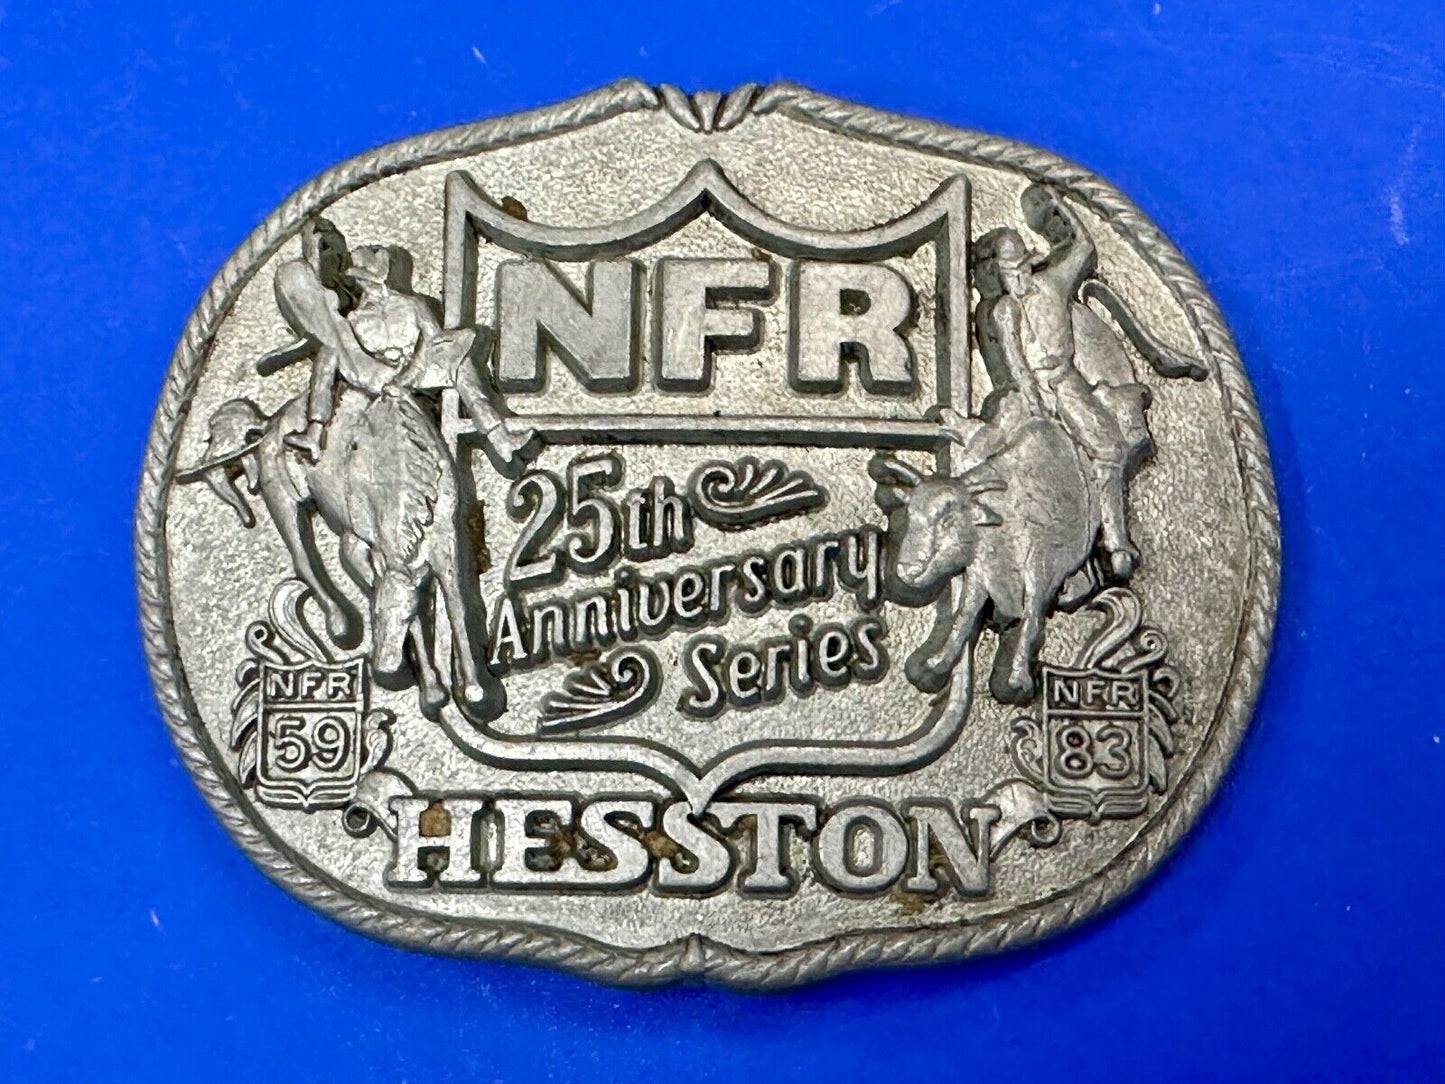 NFR
25th
Anniversary
Series
NFR
59
NFR
83
HESSTON